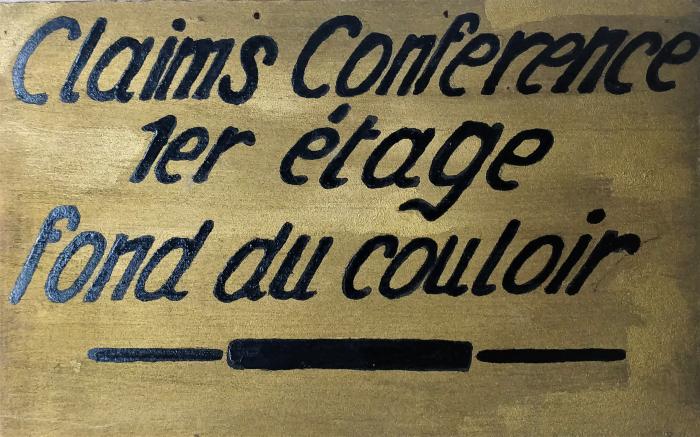 Claims Conference
1er étage
fond du couloir